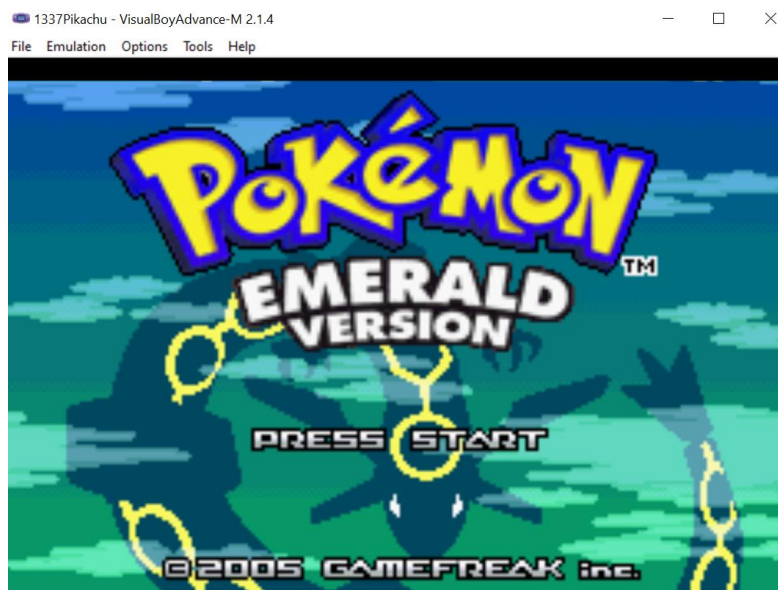 1337Pikachu - VisualBoyAdvance-M 2.1.4
File Emulation Options Tools Help
POKéMON
TM
EMERALD
VERSION
PRESS START
©2005 GAMEFREAK inc.